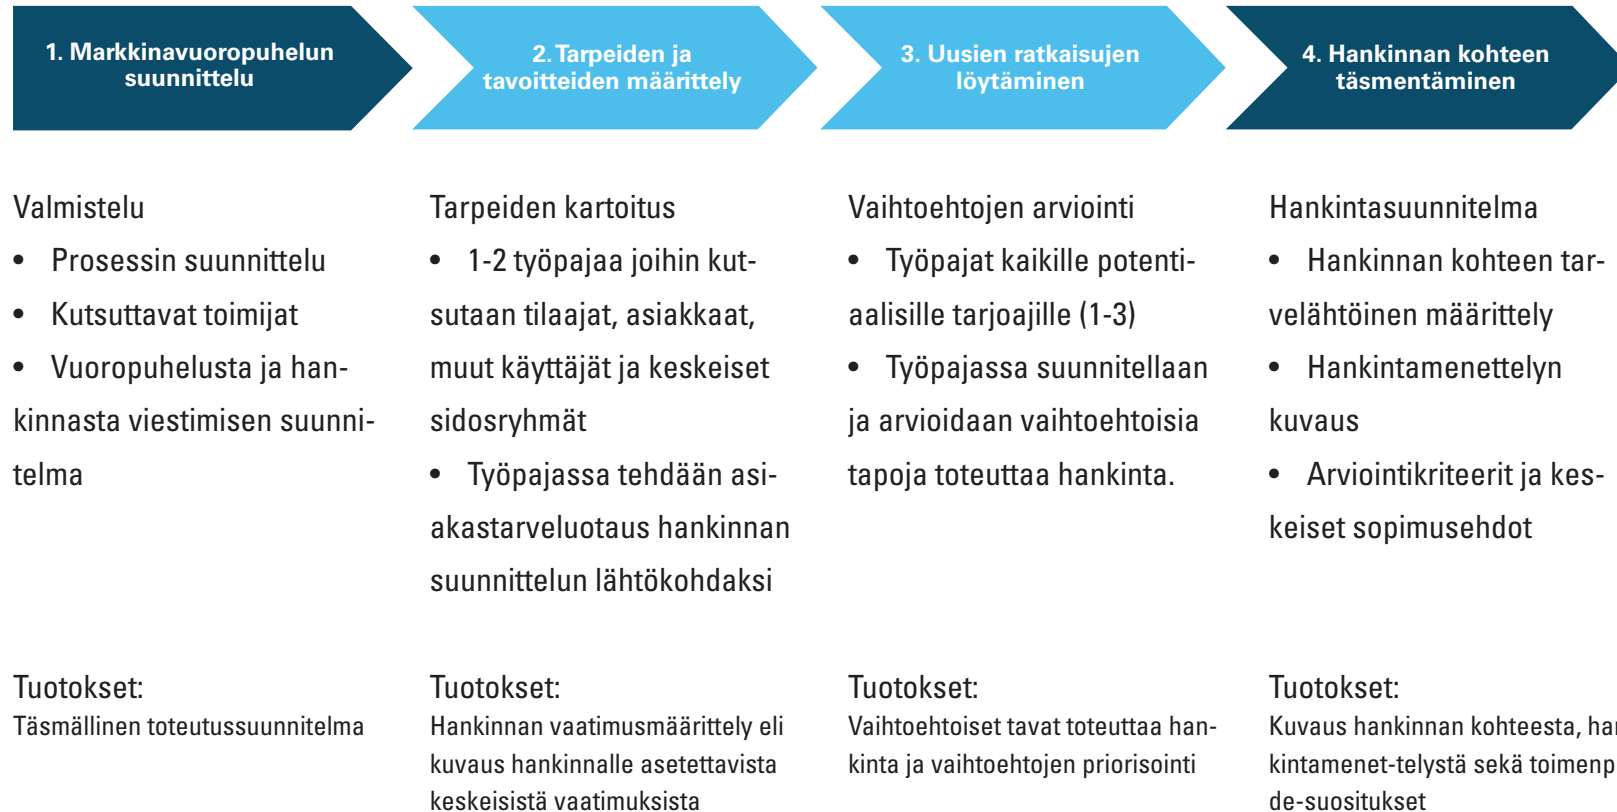 1. Markkinavuoropuhelun
suunnittelu
2. Tarpeiden ja
tavoitteiden määrittely
3. Uusien ratkaisujen
löytäminen
4. Hankinnan kohteen
täsmentäminen
Valmistelu
• Prosessin suunnittelu
• Kutsuttavat toimijat
• Vuoropuhelusta ja han-
kinnasta viestimisen suunni-
telma
Tarpeiden kartoitus
• 1-2 työpajaa joihin kut-
sutaan tilaajat, asiakkaat,
muut käyttäjät ja keskeiset
sidosryhmät
• Työpajassa tehdään asi-
akastarveluotaus hankinnan
suunnittelun lähtökohdaksi
Vaihtoehtojen arviointi
• Työpajat kaikille potenti-
aalisille tarjoajille (1-3)
• Työpajassa suunnitellaan
ja arvioidaan vaihtoehtoisia
tapoja toteuttaa hankinta.
Hankintasuunnitelma
• Hankinnan kohteen tar-
velähtöinen määrittely
• Hankintamenettelyn
kuvaus
• Arviointikriteerit ja kes-
keiset sopimusehdot
Tuotokset:
Täsmällinen toteutussuunnitelma
Tuotokset:
Hankinnan vaatimusmäärittely eli
kuvaus hankinnalle asetettavista
keskeisistä vaatimuksista
Tuotokset:
Vaihtoehtoiset tavat toteuttaa han-
kinta ja vaihtoehtojen priorisointi
Tuotokset:
Kuvaus hankinnan kohteesta, han
kintamenet-telystä sekä toimenp
de-suositukset